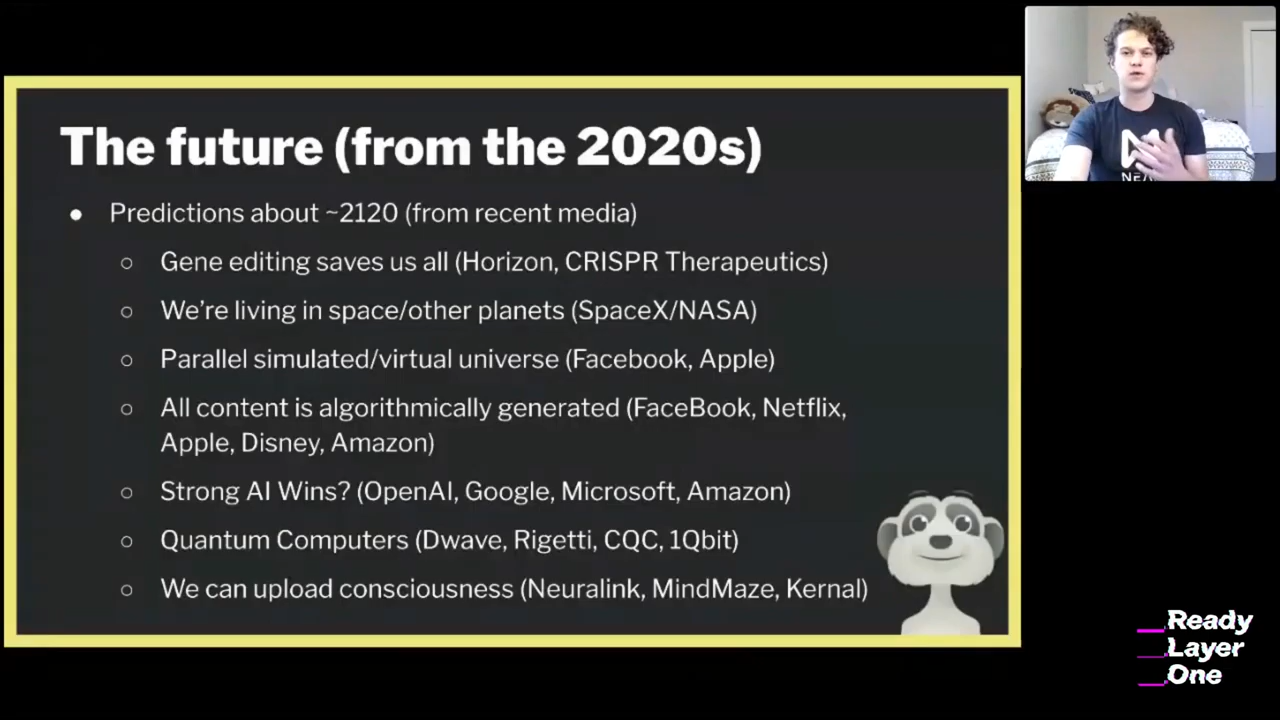 The future (from the 2020s)
● Predictions about ~2120 (from recent media)
○ Gene editing saves us all (Horizon, CRISPR Therapeutics)
○ We’re living in space/other planets (SpaceX/NASA)
○ Parallel simulated/virtual universe (Facebook, Apple)
○ All content is algorithmically generated (FaceBook, Netflix,
Apple, Disney, Amazon)
○ Strong AI Wins? (OpenAI, Google, Microsoft, Amazon)
○ Quantum Computers (Dwave, Rigetti, CQC, 1Qbit)
○ We can upload consciousness (Neuralink, MindMaze, Kernal)
Ready
Layer
One